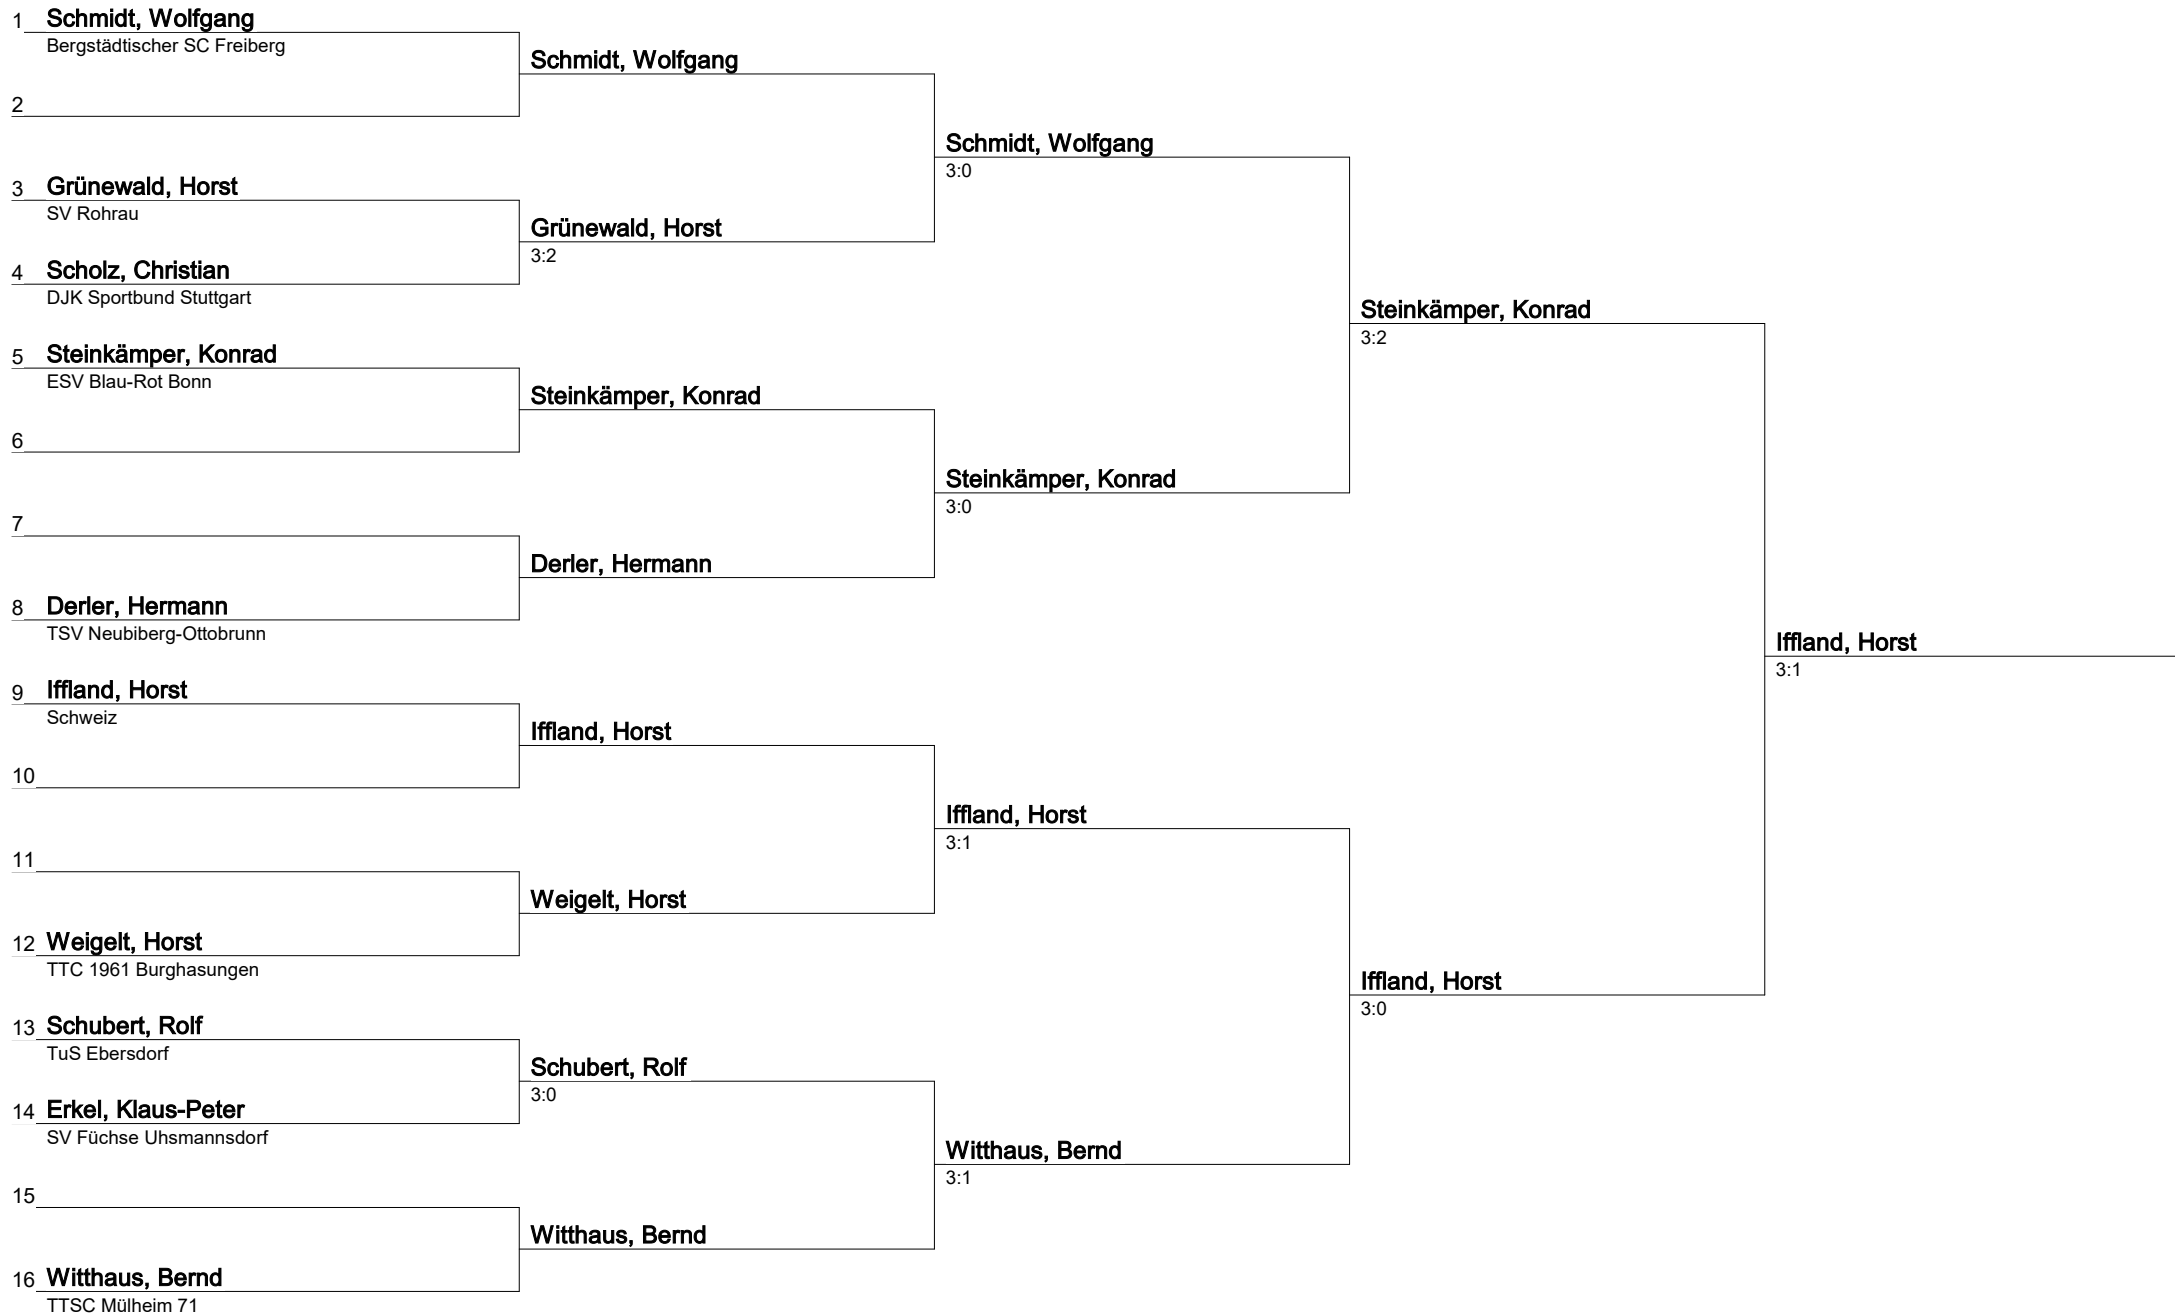 1 Schmidt, Wolfgang
Bergstädtischer SC Freiberg
Schmidt, Wolfgang
2
Schmidt, Wolfgang
3:0
3 Grünewald, Horst
SV Rohrau
Grünewald, Horst
3:2
4 Scholz, Christian
DJK Sportbund Stuttgart
Steinkämper, Konrad
3:2
5 Steinkämper, Konrad
ESV Blau-Rot Bonn
Steinkämper, Konrad
6
Steinkämper, Konrad
3:0
7
Derler, Hermann
8 Derler, Hermann
TSV Neubiberg-Ottobrunn
Iffland, Horst
3:1
9 Iffland, Horst
Schweiz
Iffland, Horst
10
Iffland, Horst
3:1
11
Weigelt, Horst
12 Weigelt, Horst
TTC 1961 Burghasungen
Iffland, Horst
3:0
13 Schubert, Rolf
TuS Ebersdorf
Schubert, Rolf
3:0
14 Erkel, Klaus-Peter
SV Füchse Uhsmannsdorf
Witthaus, Bernd
3:1
15
Witthaus, Bernd
16 Witthaus, Bernd
TTSC Mülheim 71